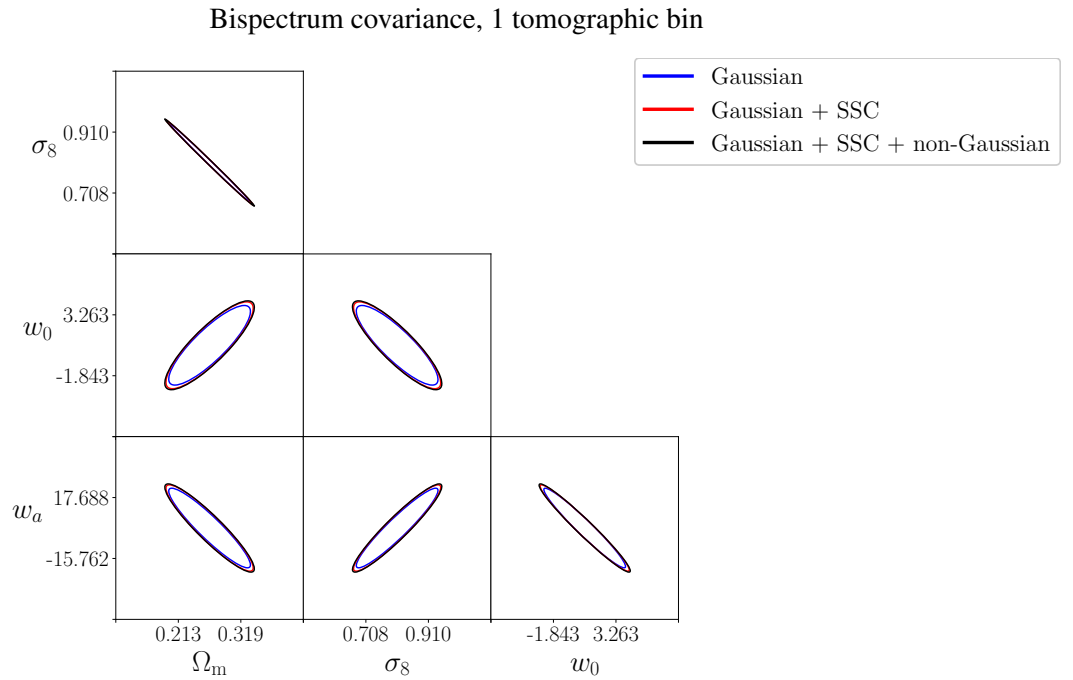 Bispectrum covariance, 1 tomographic bin
Gaussian
Gaussian + SSC
Gaussian + SSC + non-Gaussian
σ₈
0.910
0.708
w₀
3.263
-1.843
wₐ
17.688
-15.762
0.213 0.319
Ωₘ
0.708 0.910
σ₈
-1.843 3.263
w₀